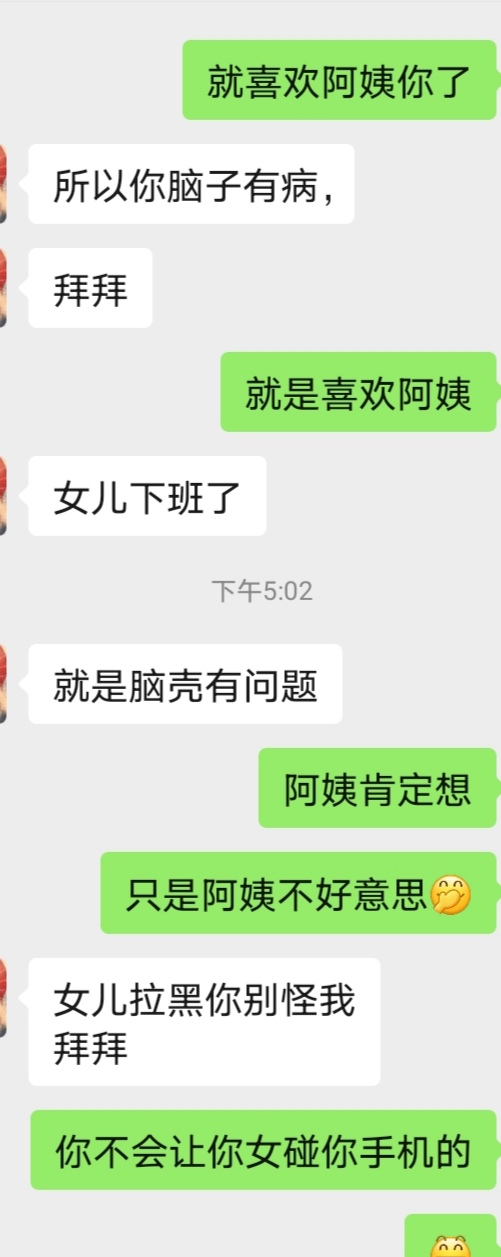 就喜欢阿姨你了
所以你脑子有病，
拜拜
就是喜欢阿姨
女儿下班了
下午5:02
就是脑壳有问题
阿姨肯定想
只是阿姨不好意思🤭
女儿拉黑你别怪我
拜拜
你不会让你女碰你手机的